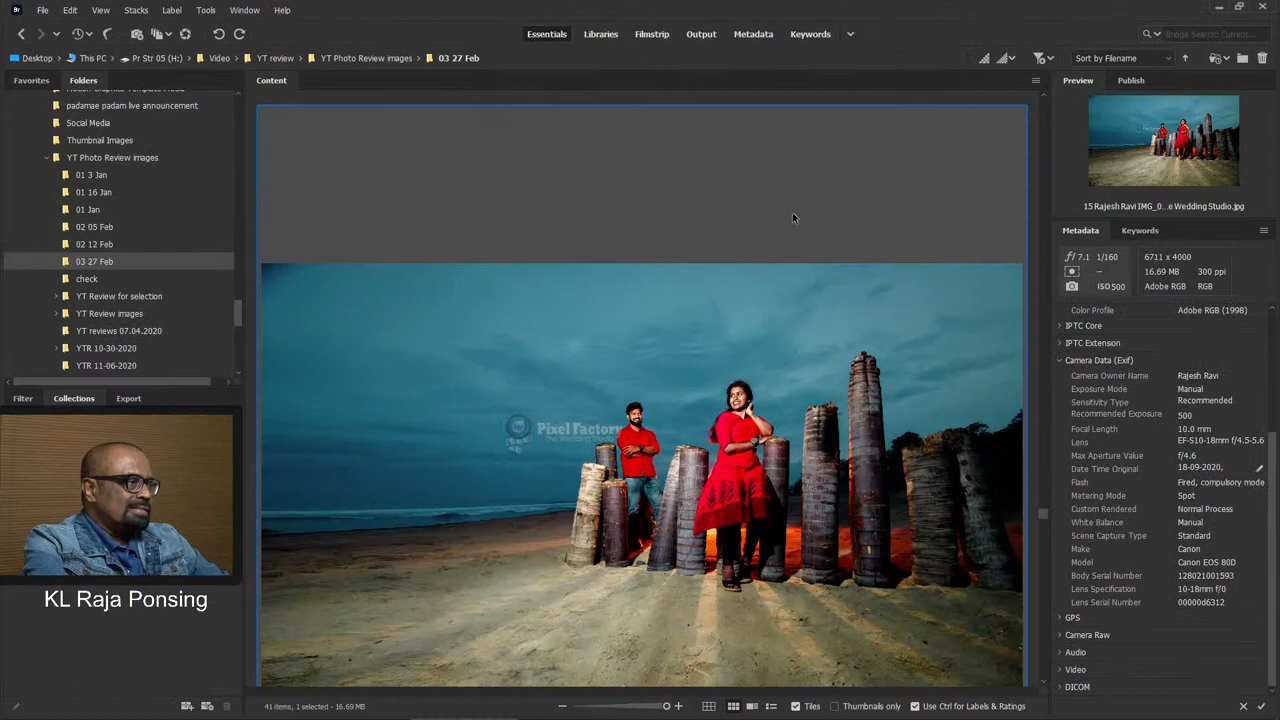 Br File Edit View Stacks Label Tools Window Help
Essentials Libraries Filmstrip Output Metadata Keywords
Bridge Search: Current...
Desktop > This PC > Pr Str 05 (H:) > Video > YT review > YT Photo Review images > 03 27 Feb
Sort by Filename
Favorites Folders
padamae padam live announcement
Social Media
Thumbnail Images
YT Photo Review images
01 3 Jan
01 16 Jan
01 Jan
02 05 Feb
02 12 Feb
03 27 Feb
check
YT Review for selection
YT Review images
YT reviews 07.04.2020
YTR 10-30-2020
YTR 11-06-2020
Filter Collections Export
KL Raja Ponsing
Content
Pixel Factory
The Wedding Studio
41 items, 1 selected - 16.69 MB
Tiles Thumbnails only Use Ctrl for Labels & Ratings
Preview Publish
15 Rajesh Ravi IMG_0...e Wedding Studio.jpg
Metadata Keywords
f/ 7.1 1/160
-- 
ISO500
6711 x 4000
16.69 MB 300 ppi
Adobe RGB RGB
Color Profile Adobe RGB (1998)
IPTC Core
IPTC Extension
Camera Data (Exif)
Camera Owner Name Rajesh Ravi
Exposure Mode Manual
Sensitivity Type Recommended
Recommended Exposure 500
Focal Length 10.0 mm
Lens EF-S10-18mm f/4.5-5.6
Max Aperture Value f/4.6
Date Time Original 18-09-2020,
Flash Fired, compulsory mode
Metering Mode Spot
Custom Rendered Normal Process
White Balance Manual
Scene Capture Type Standard
Make Canon
Model Canon EOS 80D
Body Serial Number 128021001593
Lens Specification 10-18mm f/0
Lens Serial Number 00000d6312
GPS
Camera Raw
Audio
Video
DICOM